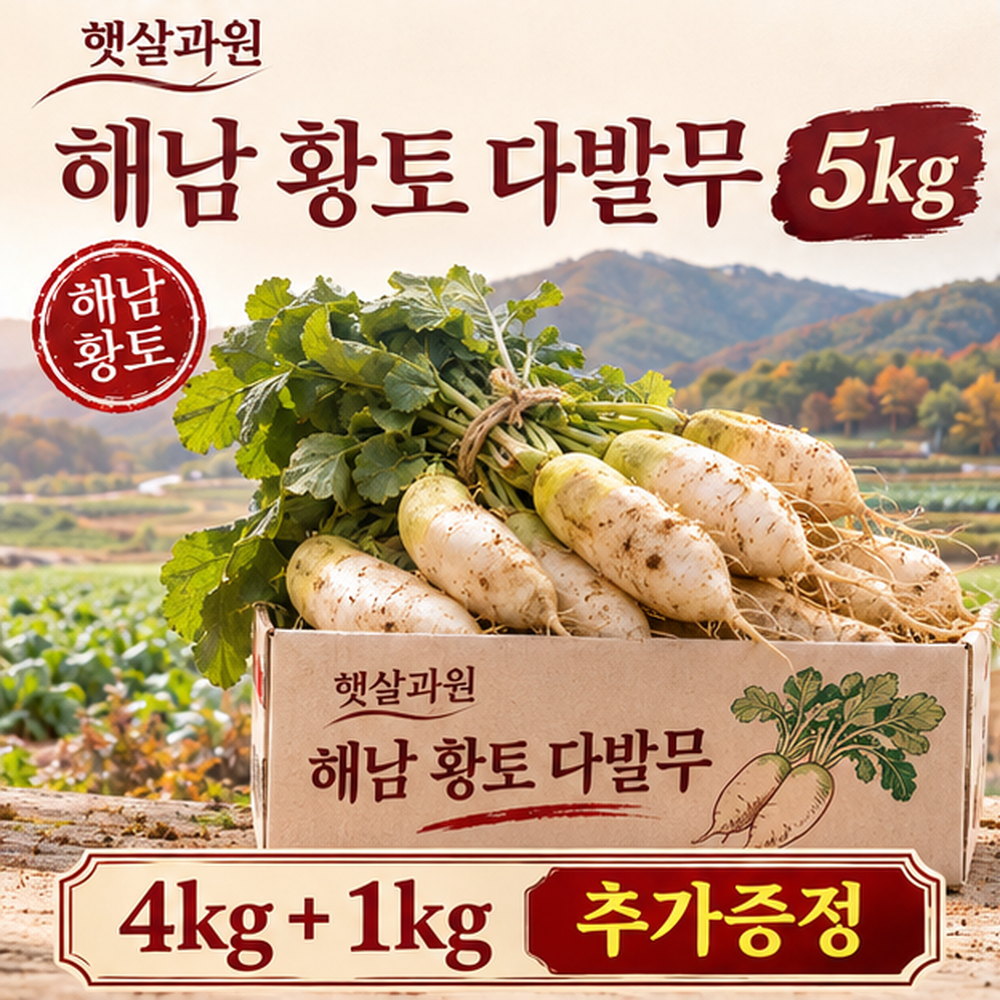 햇살과원
해남 황토 다발무 5kg
해남
황토
햇살과원
해남 황토 다발무
4kg + 1kg 추가증정